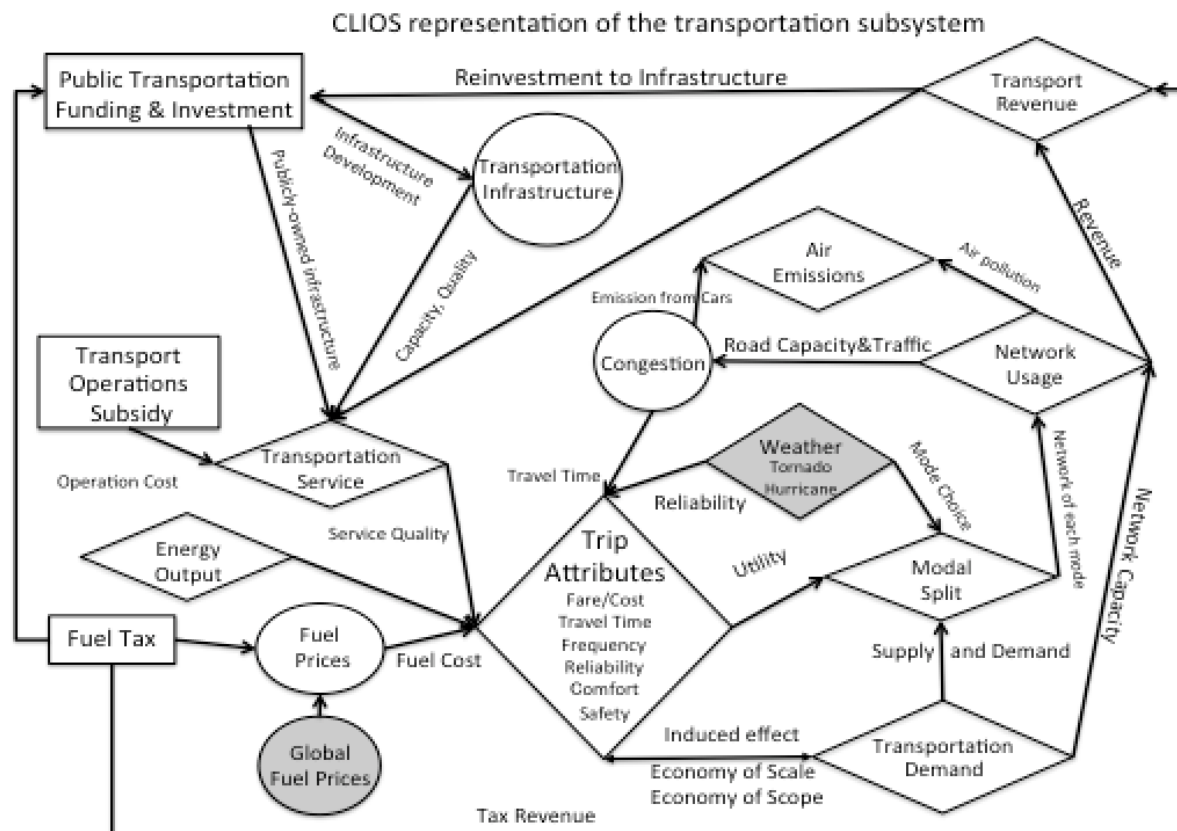 CLIOS representation of the transportation subsystem
Public Transportation
Funding & Investment
Reinvestment to Infrastructure
Transport
Revenue
Infrastructure
Development
Transportation
Infrastructure
Publicly-owned infrastructure
Capacity, Quality
Air
Emissions
Air pollution
Revenue
Emission from Cars
Transport
Operations
Subsidy
Congestion
Road Capacity&Traffic
Network
Usage
Transportation
Service
Operation Cost
Travel Time
Weather
Tornado
Hurricane
Mode Choice
Network of each mode
Network Capacity
Reliability
Service Quality
Energy
Output
Trip
Attributes
Fare/Cost
Travel Time
Frequency
Reliability
Comfort
Safety
Utility
Modal
Split
Fuel Tax
Fuel
Prices
Fuel Cost
Supply and Demand
Global
Fuel Prices
Induced effect
Economy of Scale
Economy of Scope
Transportation
Demand
Tax Revenue